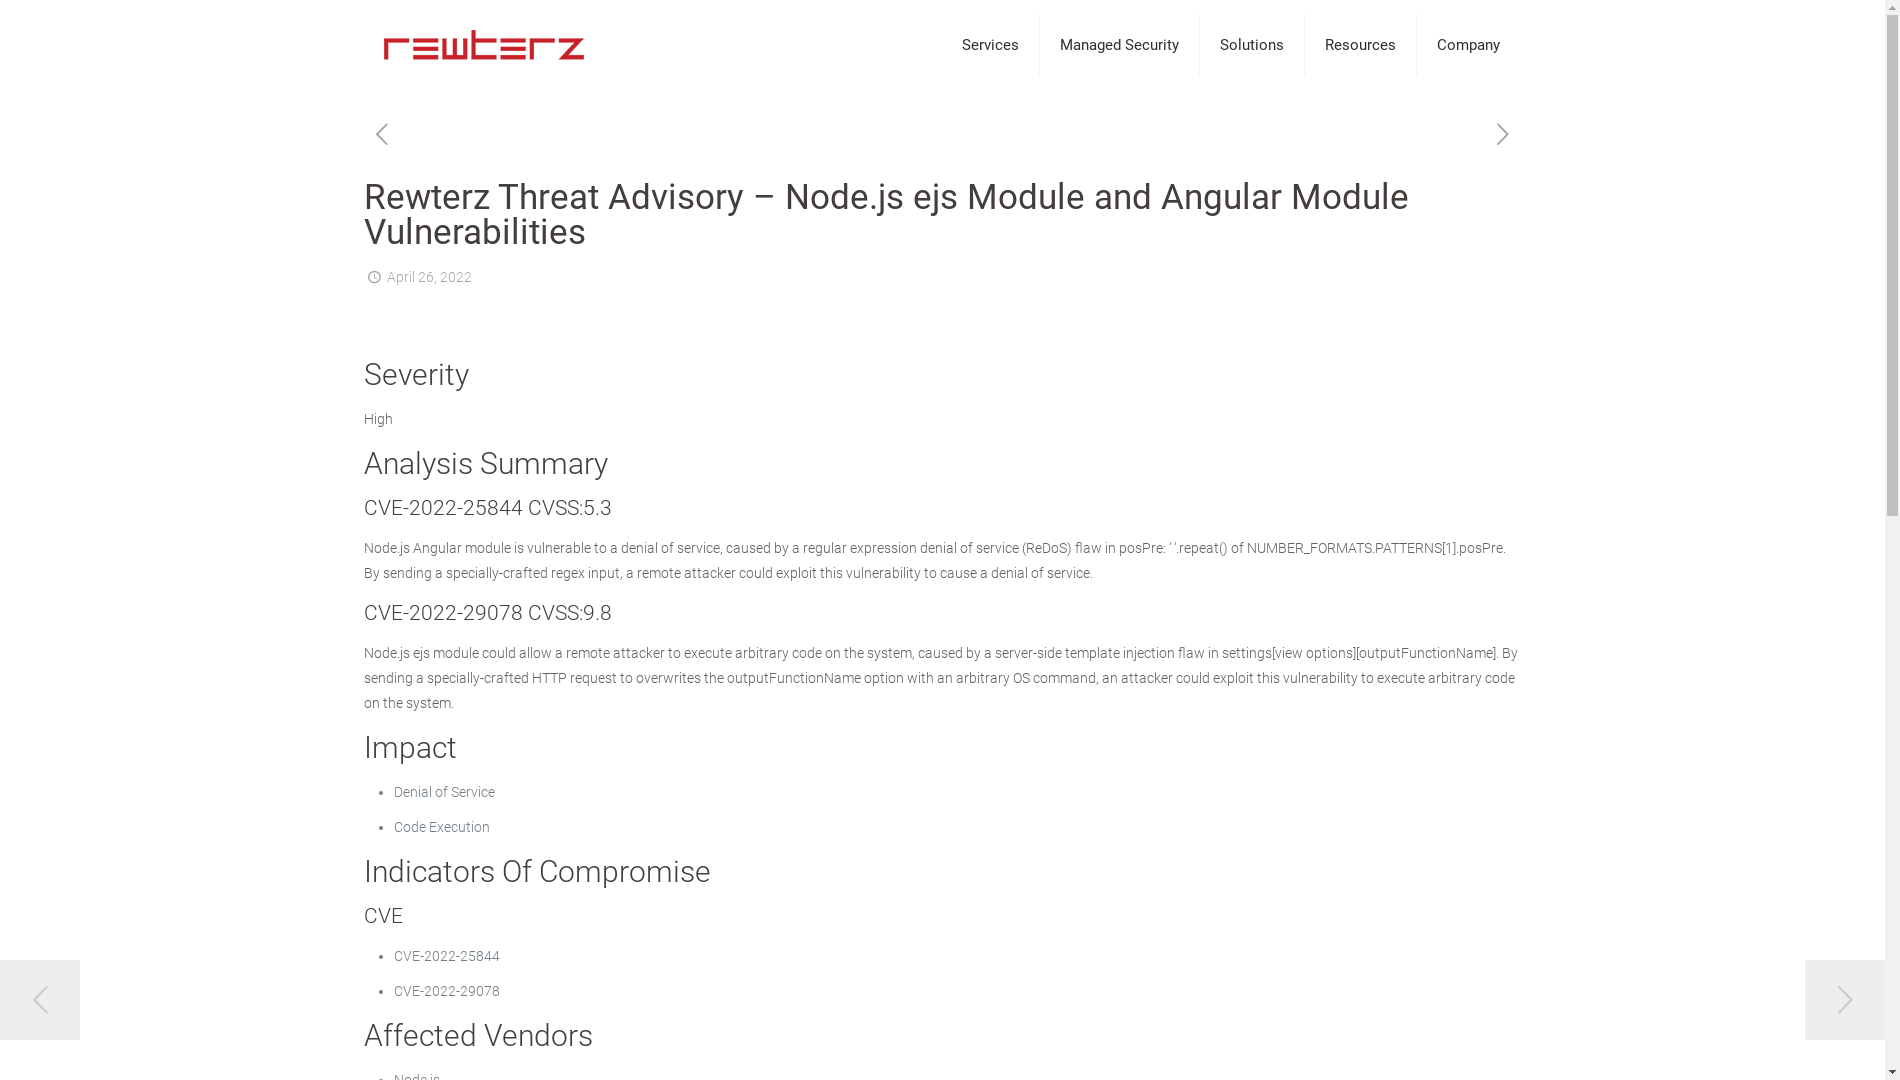 rewterz
Services
Managed Security
Solutions
Resources
Company
Rewterz Threat Advisory – Node.js ejs Module and Angular Module
Vulnerabilities
April 26, 2022
Severity
High
Analysis Summary
CVE-2022-25844 CVSS:5.3
Node.js Angular module is vulnerable to a denial of service, caused by a regular expression denial of service (ReDoS) flaw in posPre: ‘ ‘.repeat() of NUMBER_FORMATS.PATTERNS[1].posPre.
By sending a specially-crafted regex input, a remote attacker could exploit this vulnerability to cause a denial of service.
CVE-2022-29078 CVSS:9.8
Node.js ejs module could allow a remote attacker to execute arbitrary code on the system, caused by a server-side template injection flaw in settings[view options][outputFunctionName]. By
sending a specially-crafted HTTP request to overwrites the outputFunctionName option with an arbitrary OS command, an attacker could exploit this vulnerability to execute arbitrary code
on the system.
Impact
• Denial of Service
• Code Execution
Indicators Of Compromise
CVE
• CVE-2022-25844
• CVE-2022-29078
Affected Vendors
• Node.js